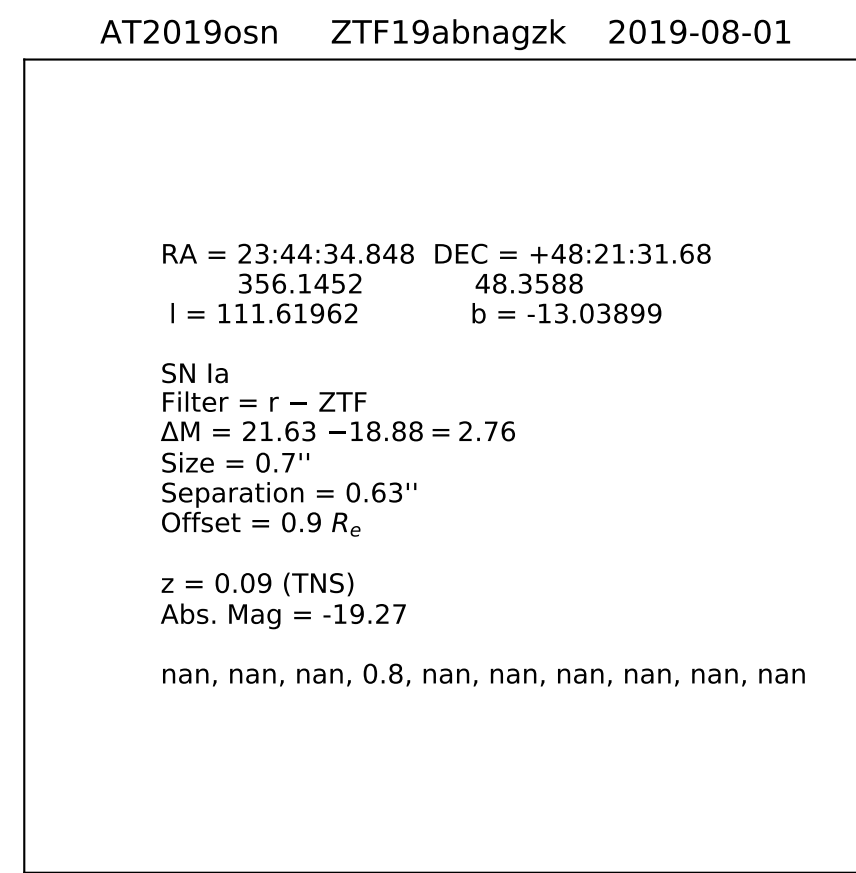 AT2019osn ZTF19abnagzk 2019-08-01
RA = 23:44:34.848 DEC = +48:21:31.68
356.1452 48.3588
l = 111.61962 b = -13.03899
SN Ia
Filter = r − ZTF
ΔM = 21.63 −18.88 = 2.76
Size = 0.7''
Separation = 0.63''
Offset = 0.9 Re
z = 0.09 (TNS)
Abs. Mag = -19.27
nan, nan, nan, 0.8, nan, nan, nan, nan, nan, nan